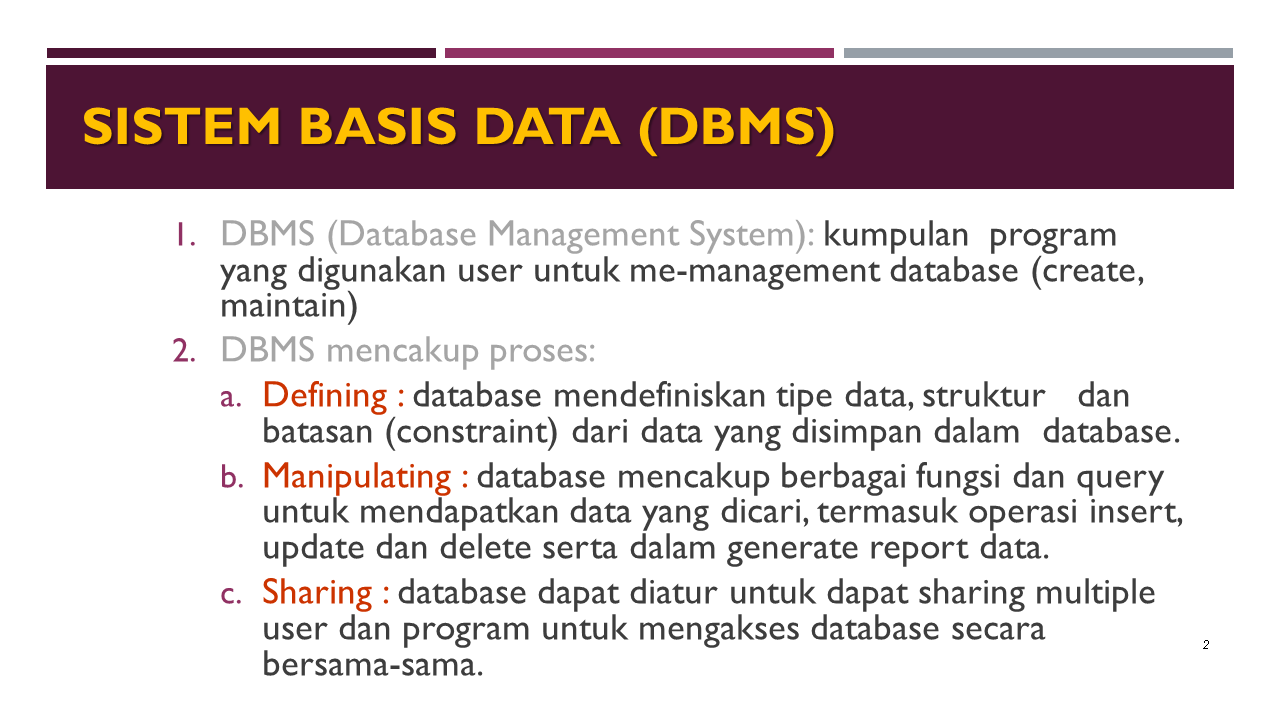 SISTEM BASIS DATA (DBMS)
1. DBMS (Database Management System): kumpulan program
yang digunakan user untuk me-management database (create,
maintain)
2. DBMS mencakup proses:
a. Defining : database mendefiniskan tipe data, struktur dan
batasan (constraint) dari data yang disimpan dalam database.
b. Manipulating : database mencakup berbagai fungsi dan query
untuk mendapatkan data yang dicari, termasuk operasi insert,
update dan delete serta dalam generate report data.
c. Sharing : database dapat diatur untuk dapat sharing multiple
user dan program untuk mengakses database secara
bersama-sama.
2